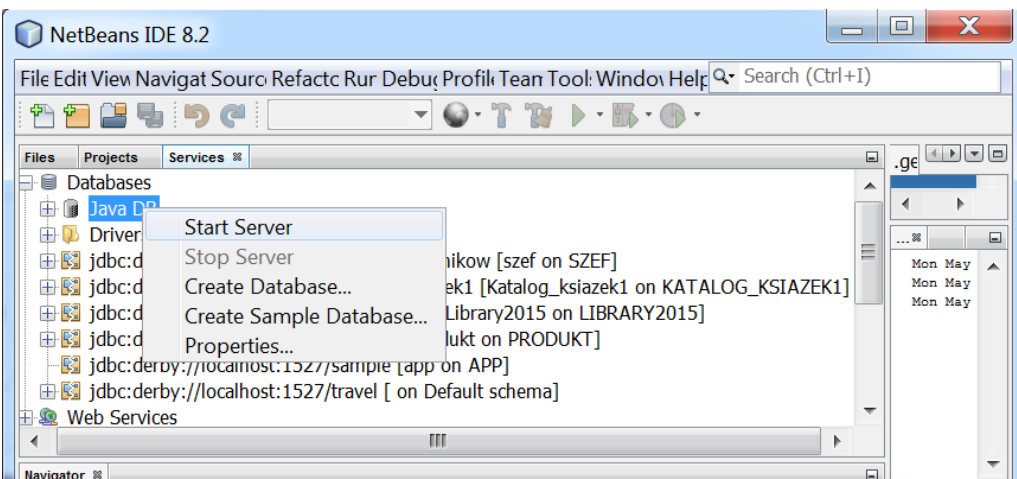 NetBeans IDE 8.2
File Edit View Navigat Sourc Refactc Rur Debu Profile Team Tool Windov Help Search (Ctrl+I)
Files Projects Services
.ge
Databases
Java DB
Start Server
Driver
Stop Server
jdbc:d nikow [szef on SZEF]
Create Database...
jdbc:d ek1 [Katalog_ksiazek1 on KATALOG_KSIAZEK1]
Create Sample Database...
jdbc:d Library2015 on LIBRARY2015]
Properties...
jdbc:d lukt on PRODUKT]
jdbc:derby://localhost:1527/sample [app on APP]
jdbc:derby://localhost:1527/travel [ on Default schema]
Web Services
...
Mon May
Mon May
Mon May
Navigator